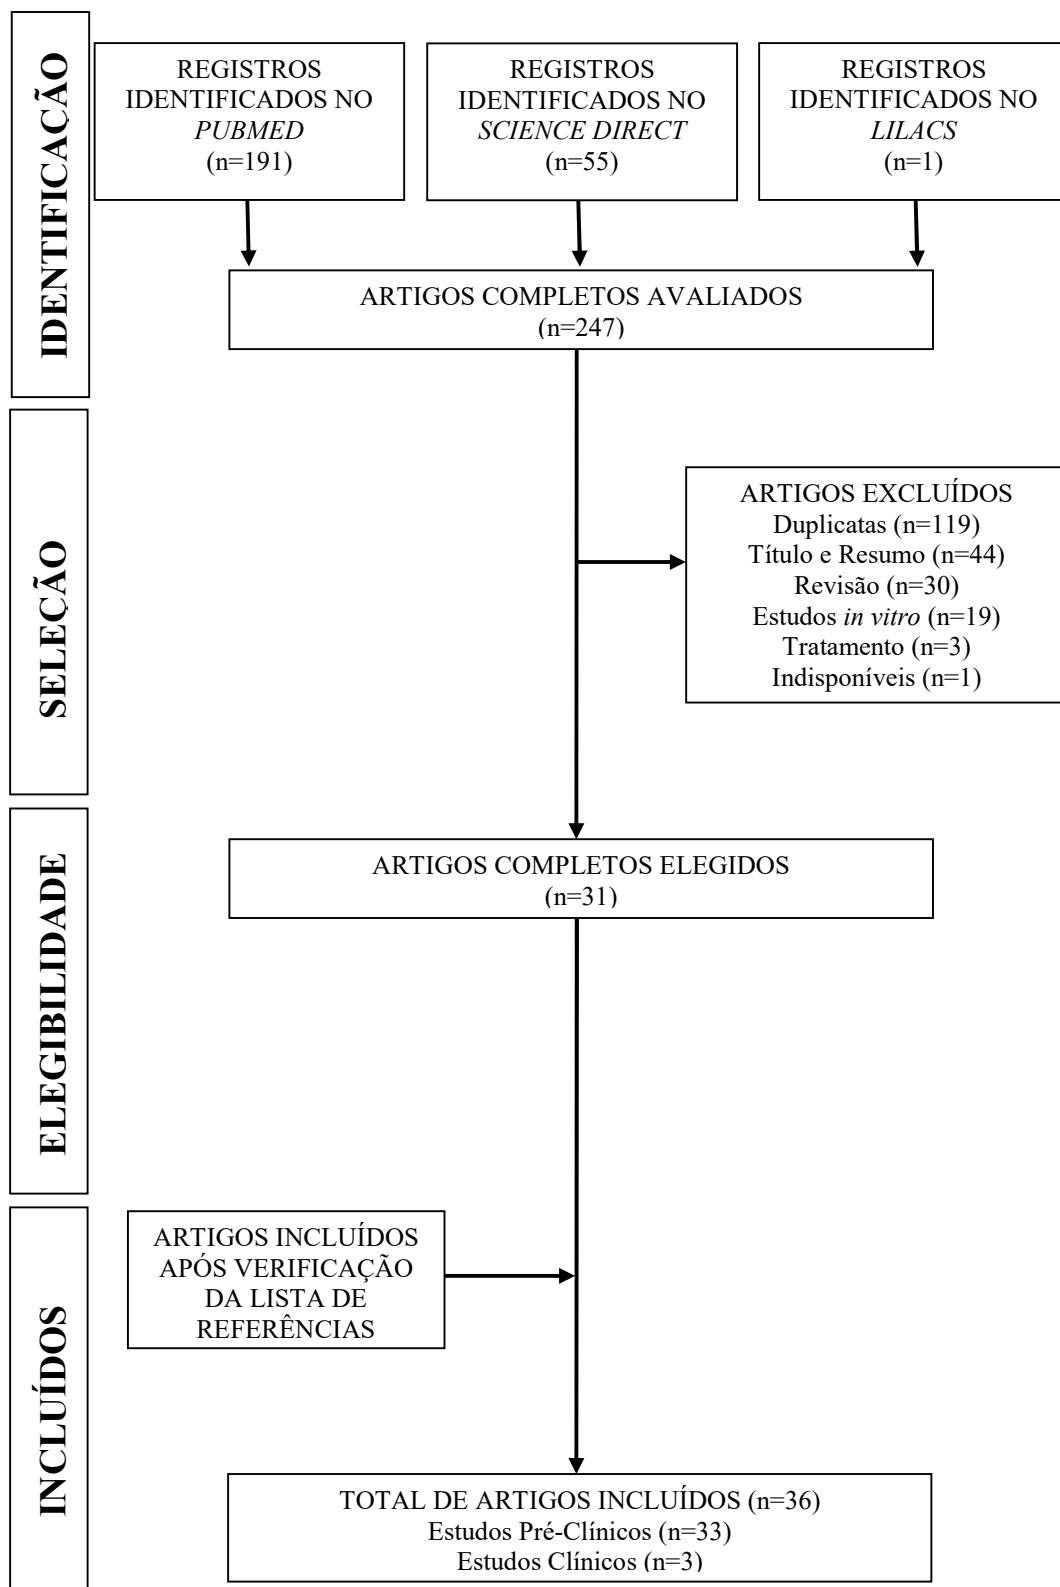 IDENTIFICAÇÃO
REGISTROS
IDENTIFICADOS NO
PUBMED
(n=191)
REGISTROS
IDENTIFICADOS NO
SCIENCE DIRECT
(n=55)
REGISTROS
IDENTIFICADOS NO
LILACS
(n=1)
ARTIGOS COMPLETOS AVALIADOS
(n=247)
SELEÇÃO
ARTIGOS EXCLUÍDOS
Duplicatas (n=119)
Título e Resumo (n=44)
Revisão (n=30)
Estudos in vitro (n=19)
Tratamento (n=3)
Indisponíveis (n=1)
ELEGIBILIDADE
ARTIGOS COMPLETOS ELEGIDOS
(n=31)
INCLUÍDOS
ARTIGOS INCLUÍDOS
APÓS VERIFICAÇÃO
DA LISTA DE
REFERÊNCIAS
TOTAL DE ARTIGOS INCLUÍDOS (n=36)
Estudos Pré-Clínicos (n=33)
Estudos Clínicos (n=3)